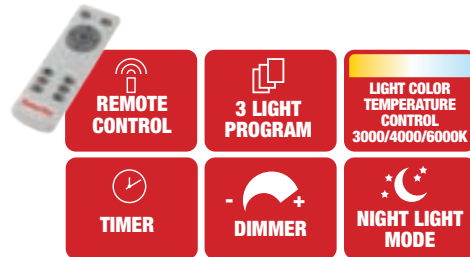 REMOTE
CONTROL
3 LIGHT
PROGRAM
LIGHT COLOR
TEMPERATURE
CONTROL
3000/4000/6000K
TIMER
- +
DIMMER
NIGHT LIGHT
MODE